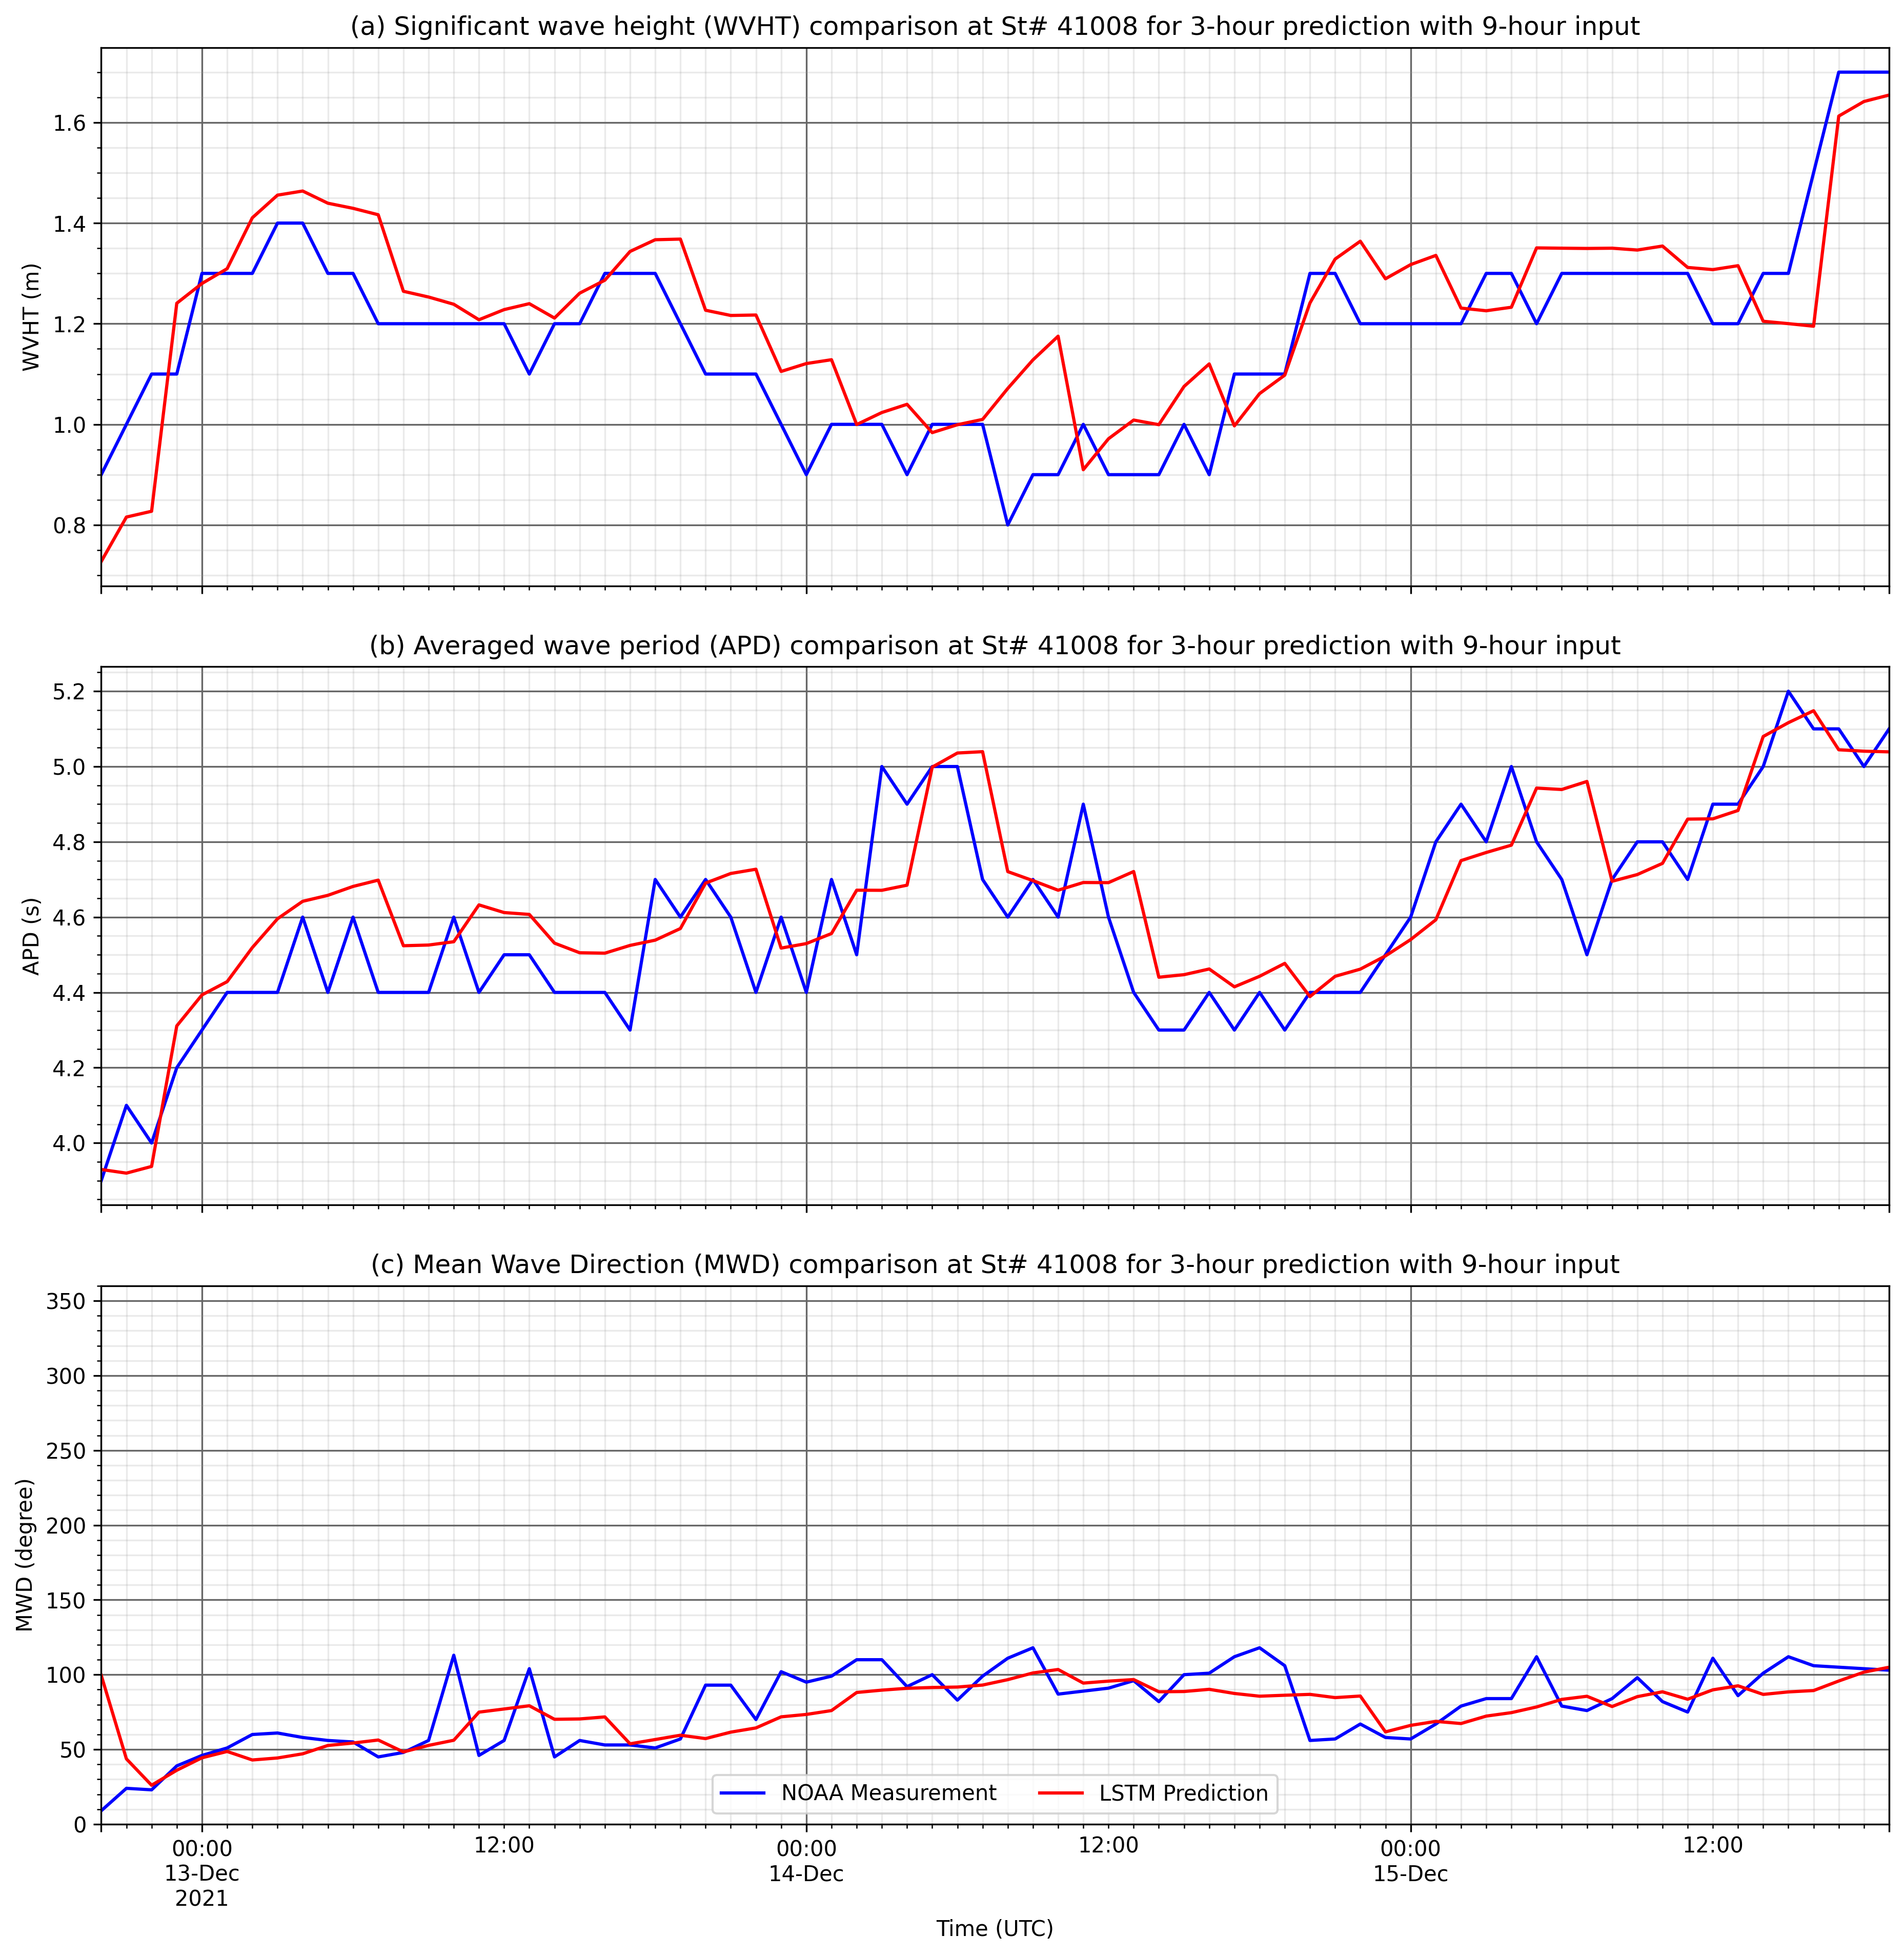 (a) Significant wave height (WVHT) comparison at St# 41008 for 3-hour prediction with 9-hour input
WVHT (m)
1.6
1.4
1.2
1.0
0.8
(b) Averaged wave period (APD) comparison at St# 41008 for 3-hour prediction with 9-hour input
APD (s)
5.2
5.0
4.8
4.6
4.4
4.2
4.0
(c) Mean Wave Direction (MWD) comparison at St# 41008 for 3-hour prediction with 9-hour input
MWD (degree)
350
300
250
200
150
100
50
0
NOAA Measurement LSTM Prediction
00:00 12:00 00:00 12:00 00:00 12:00
13-Dec 14-Dec 15-Dec
2021
Time (UTC)